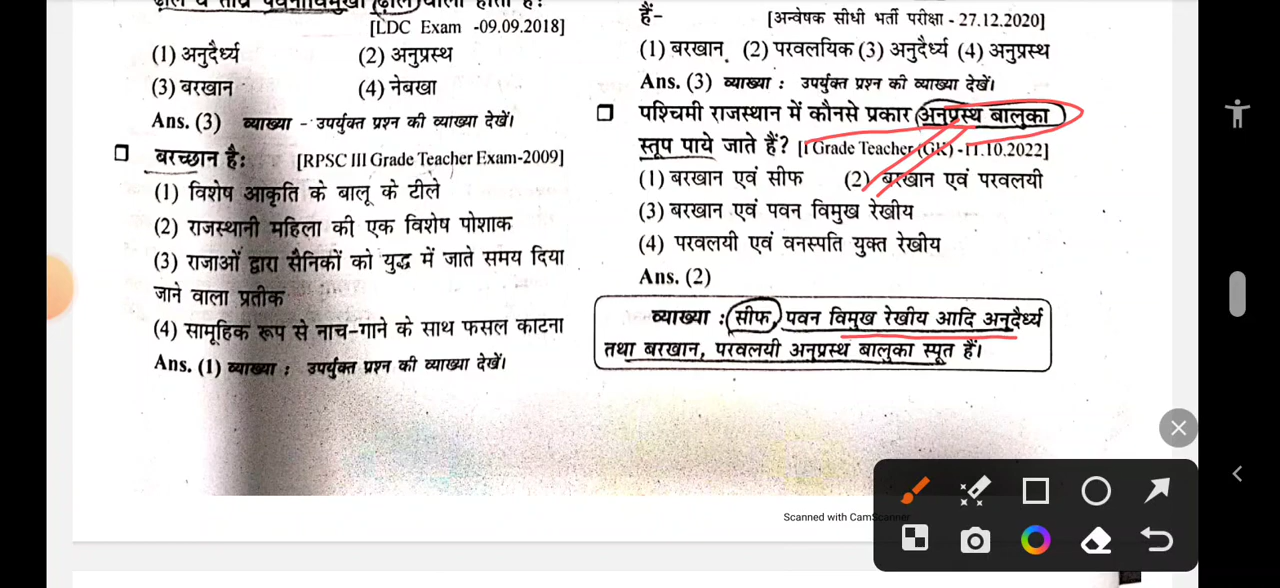 ढाल व तीव्र पवनविमुखी (ढाल) वाला होता है?
[LDC Exam -09.09.2018]
(1) अनुदैर्ध्य (2) अनुप्रस्थ
(3) बरखान (4) नेबखा
Ans. (3) व्याख्या - उपर्युक्त प्रश्न की व्याख्या देखें।
बरच्छान है: [RPSC III Grade Teacher Exam-2009]
(1) विशेष आकृति के बालू के टीले
(2) राजस्थानी महिला की एक विशेष पोशाक
(3) राजाओं द्वारा सैनिकों को युद्ध में जाते समय दिया
जाने वाला प्रतीक
(4) सामूहिक रूप से नाच-गाने के साथ फसल काटना
Ans. (1) व्याख्या : उपर्युक्त प्रश्न की व्याख्या देखें।
हैं- [अन्वेषक सीधी भर्ती परीक्षा - 27.12.2020]
(1) बरखान (2) परवलयिक (3) अनुदैर्ध्य (4) अनुप्रस्थ
Ans. (3) व्याख्या : उपर्युक्त प्रश्न की व्याख्या देखें।
पश्चिमी राजस्थान में कौनसे प्रकार अनुप्रस्थ बालुका
स्तूप पाये जाते हैं? [I Grade Teacher (GK) -11.10.2022]
(1) बरखान एवं सीफ (2) बरखान एवं परवलयी
(3) बरखान एवं पवन विमुख रेखीय
(4) परवलयी एवं वनस्पति युक्त रेखीय
Ans. (2)
व्याख्या : सीफ, पवन विमुख रेखीय आदि अनुदैर्ध्य
तथा बरखान, परवलयी अनुप्रस्थ बालुका स्पूत हैं।
Scanned with CamScanner